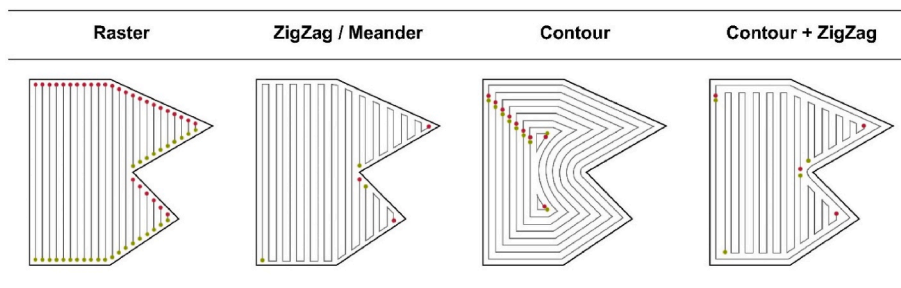 Raster
ZigZag / Meander
Contour
Contour + ZigZag